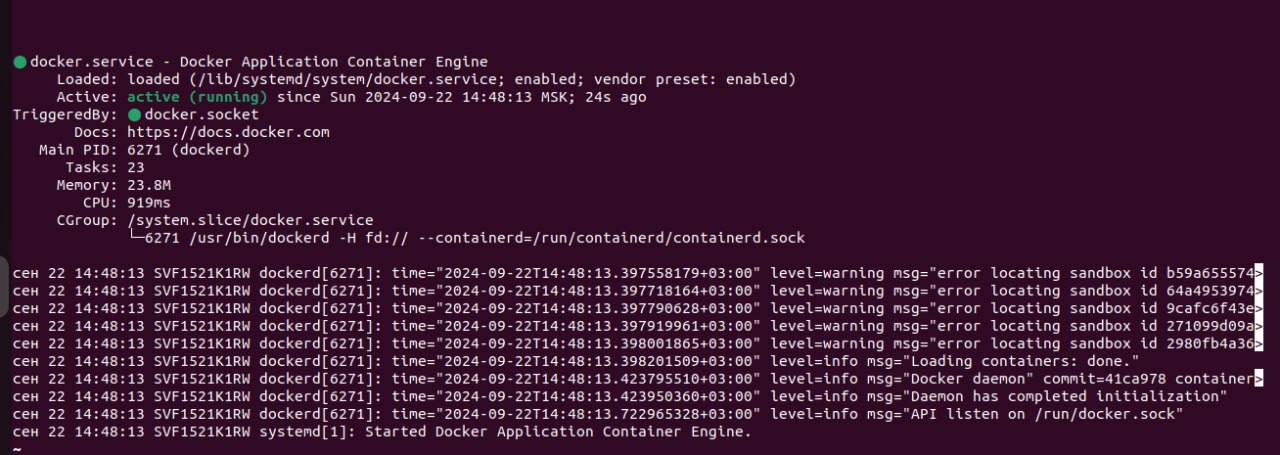 ● docker.service - Docker Application Container Engine
     Loaded: loaded (/lib/systemd/system/docker.service; enabled; vendor preset: enabled)
     Active: active (running) since Sun 2024-09-22 14:48:13 MSK; 24s ago
TriggeredBy: ● docker.socket
       Docs: https://docs.docker.com
   Main PID: 6271 (dockerd)
      Tasks: 23
     Memory: 23.8M
        CPU: 919ms
     CGroup: /system.slice/docker.service
             └─6271 /usr/bin/dockerd -H fd:// --containerd=/run/containerd/containerd.sock
сен 22 14:48:13 SVF1521K1RW dockerd[6271]: time="2024-09-22T14:48:13.397558179+03:00" level=warning msg="error locating sandbox id b59a655574>
сен 22 14:48:13 SVF1521K1RW dockerd[6271]: time="2024-09-22T14:48:13.397718164+03:00" level=warning msg="error locating sandbox id 64a4953974>
сен 22 14:48:13 SVF1521K1RW dockerd[6271]: time="2024-09-22T14:48:13.397790628+03:00" level=warning msg="error locating sandbox id 9cafc6f43e>
сен 22 14:48:13 SVF1521K1RW dockerd[6271]: time="2024-09-22T14:48:13.397919961+03:00" level=warning msg="error locating sandbox id 271099d09a>
сен 22 14:48:13 SVF1521K1RW dockerd[6271]: time="2024-09-22T14:48:13.398001865+03:00" level=warning msg="error locating sandbox id 2980fb4a36>
сен 22 14:48:13 SVF1521K1RW dockerd[6271]: time="2024-09-22T14:48:13.398201509+03:00" level=info msg="Loading containers: done."
сен 22 14:48:13 SVF1521K1RW dockerd[6271]: time="2024-09-22T14:48:13.423795510+03:00" level=info msg="Docker daemon" commit=41ca978 container>
сен 22 14:48:13 SVF1521K1RW dockerd[6271]: time="2024-09-22T14:48:13.423950360+03:00" level=info msg="Daemon has completed initialization"
сен 22 14:48:13 SVF1521K1RW dockerd[6271]: time="2024-09-22T14:48:13.722965328+03:00" level=info msg="API listen on /run/docker.sock"
сен 22 14:48:13 SVF1521K1RW systemd[1]: Started Docker Application Container Engine.
~